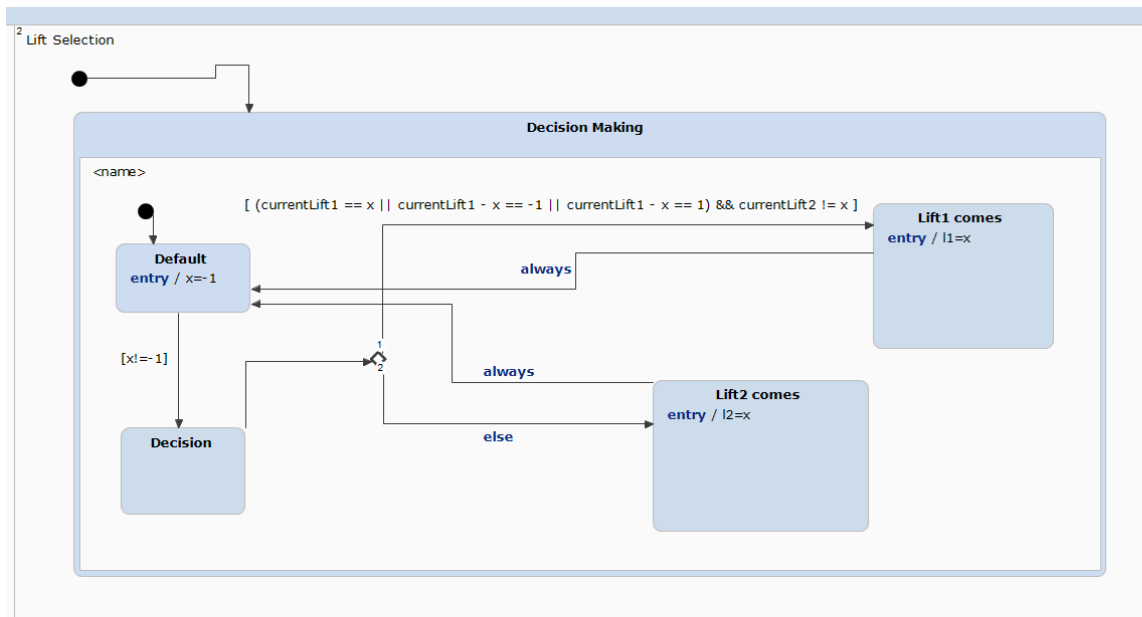 2
Lift Selection
Decision Making
<name>
[ (currentLift1 == x || currentLift1 - x == -1 || currentLift1 - x == 1) && currentLift2 != x ]
Lift1 comes
entry / l1=x
Default
entry / x=-1
always
[x!=-1]
1
2
always
Lift2 comes
entry / l2=x
else
Decision